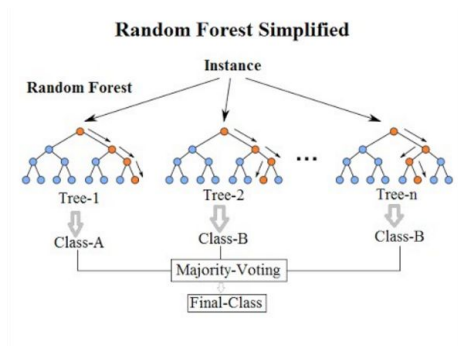 Random Forest Simplified
Instance
Random Forest
...
Tree-1
Tree-2
Tree-n
Class-A
Class-B
Class-B
Majority-Voting
Final-Class